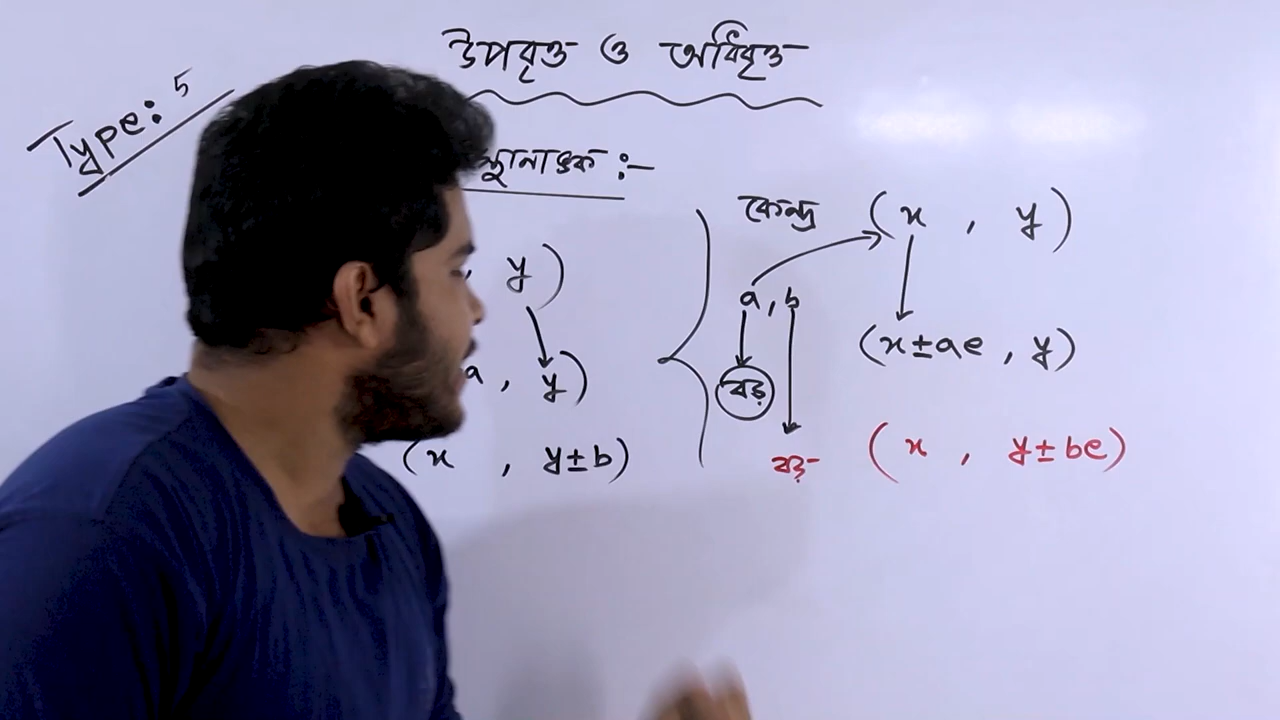 উপবৃত্ত ও অধিবৃত্ত
Type: 5
স্থানাঙ্ক :-
, y)
a , y)
(x , y±b)
কেন্দ্র (x , y)
a, b
(x±ae , y)
বড়
বড় (x , y±be)